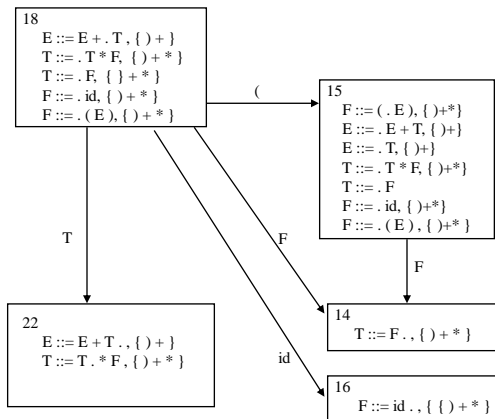 18
E ::= E + . T , { ) + }
T ::= . T * F, { ) + * }
T ::= . F, { } + * }
F ::= . id, { ) + * }
F ::= . ( E ), { ) + * }
(
15
F ::= ( . E ), { )+*}
E ::= . E + T, { )+}
E ::= . T, { )+}
T ::= . T * F, { )+*}
T ::= . F
F ::= . id, { )+*}
F ::= . ( E ) , { )+* }
T
F
F
22
E ::= E + T . , { ) + }
T ::= T . * F , { ) + * }
14
T ::= F . , { ) + * }
id
16
F ::= id . , { { ) + * }